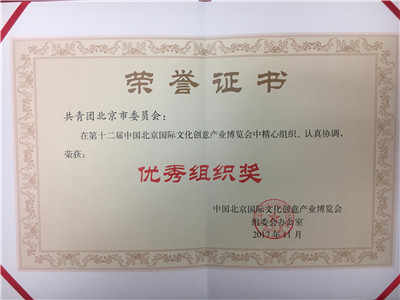 荣誉证书
共青团北京市委员会：
在第十二届中国北京国际文化创意产业博览会中精心组织、认真协调，
荣获：
优秀组织奖
中国北京国际文化创意产业博览会
组委会办公室
2017年11月